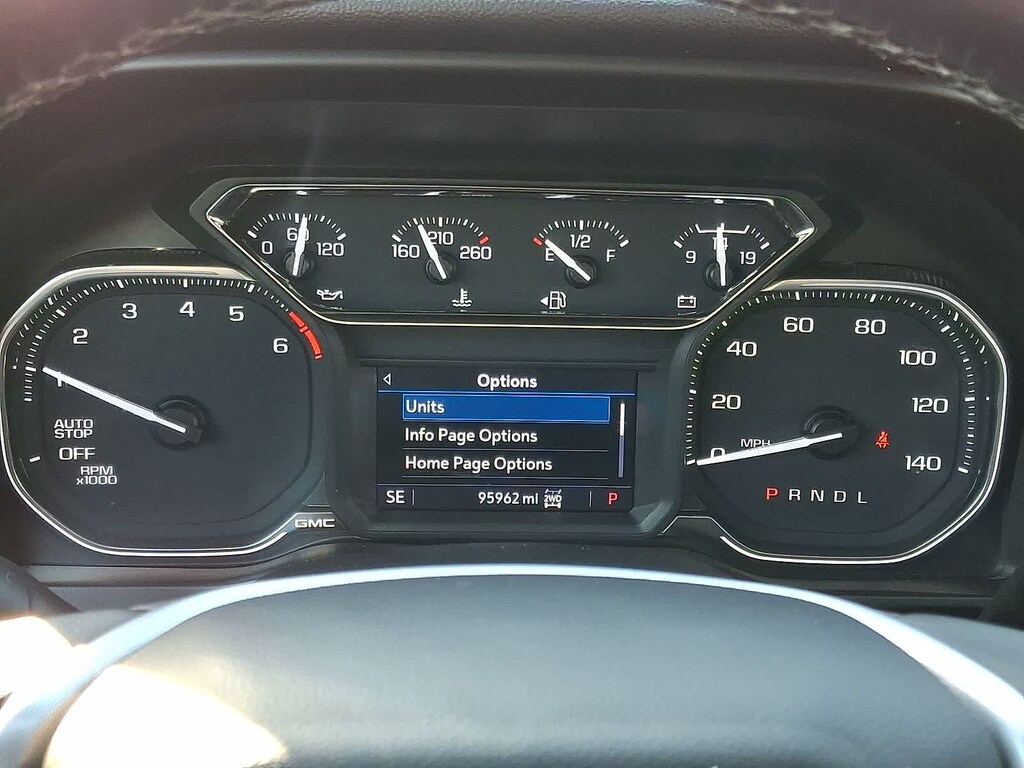 0 60 120
160 210 260
E 1/2 F
9 14 19
1 2 3 4 5 6
AUTO
STOP
OFF
RPM
x1000
GMC
Options
Units
Info Page Options
Home Page Options
SE 95962 mi 2WD P
0 20 40 60 80 100 120 140
MPH
P R N D L